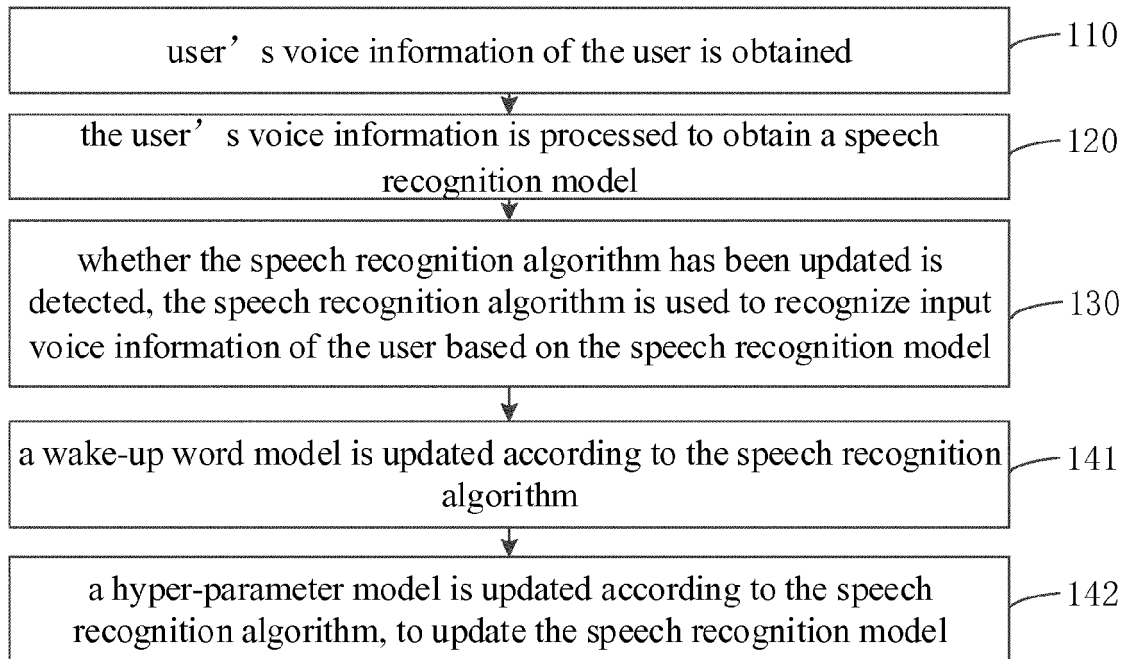 user’s voice information of the user is obtained
110
the user’s voice information is processed to obtain a speech
recognition model
120
whether the speech recognition algorithm has been updated is
detected, the speech recognition algorithm is used to recognize input
voice information of the user based on the speech recognition model
130
a wake-up word model is updated according to the speech recognition
algorithm
141
a hyper-parameter model is updated according to the speech
recognition algorithm, to update the speech recognition model
142